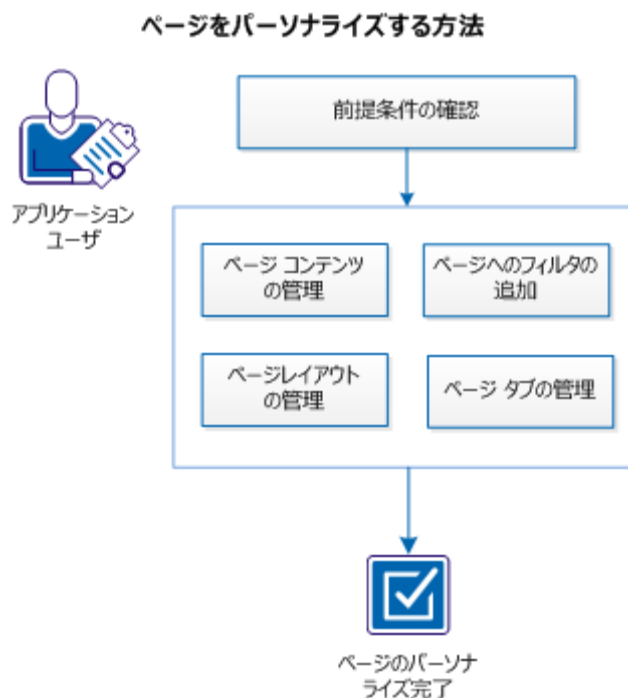 ページをパーソナライズする方法
前提条件の確認
アプリケーション
ユーザ
ページ コンテンツ
の管理
ページへのフィルタの
追加
ページレイアウト
の管理
ページ タブの管理
ページのパーソナ
ライズ完了